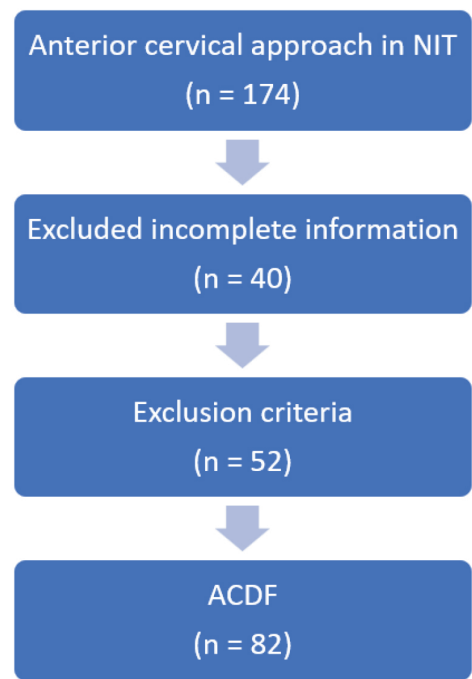 Anterior cervical approach in NIT
(n = 174)
Excluded incomplete information
(n = 40)
Exclusion criteria
(n = 52)
ACDF
(n = 82)